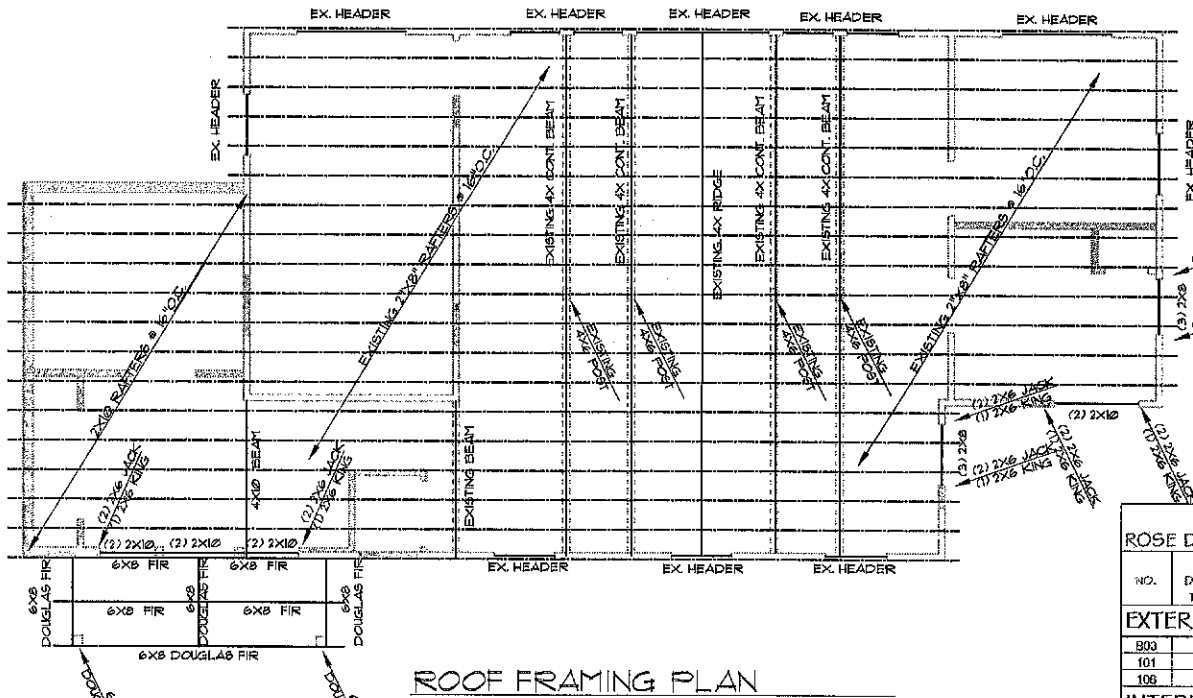 EX. HEADER
EX. HEADER
EX. HEADER
EX. HEADER
EX. HEADER
EX. HEADER
EX. HEADER
EXISTING 4X CONT. BEAM
EXISTING 4X CONT. BEAM
EXISTING 4X RIDGE
EXISTING 4X CONT. BEAM
EXISTING 4X CONT. BEAM
2X10 RAFTERS @ 16" O.C.
EXISTING 2"X8" RAFTERS @ 16" O.C.
EXISTING 2"X8" RAFTERS @ 16" O.C.
EXISTING
4X6 POST
EXISTING
4X6 POST
EXISTING
4X6 POST
EXISTING
4X6 POST
(3) 2X8
(2) 2X6 JACK
(1) 2X6 KING
(2) 2X10
(3) 2X8
(2) 2X6 JACK
(1) 2X6 KING
(2) 2X6 JACK
(1) 2X6 KING
(2) 2X6 JACK
(2) 2X6 JACK
(1) 2X6 KING
4X10 BEAM
(2) 2X6 JACK
(1) 2X6 KING
EXISTING BEAM
(2) 2X10
(2) 2X10
(2) 2X10
EX. HEADER
EX. HEADER
EX. HEADER
6X8
DOUGLAS FIR
6X8 FIR
6X8
DOUGLAS FIR
6X8 FIR
6X8
DOUGLAS FIR
6X8 FIR
6X8 FIR
6X8 DOUGLAS FIR
ROOF FRAMING PLAN
ROSE D
NO.
EXTER
B03
101
106